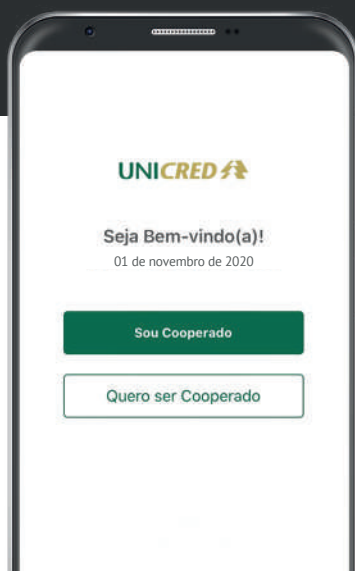 UNICRED
Seja Bem-vindo(a)!
01 de novembro de 2020
Sou Cooperado
Quero ser Cooperado